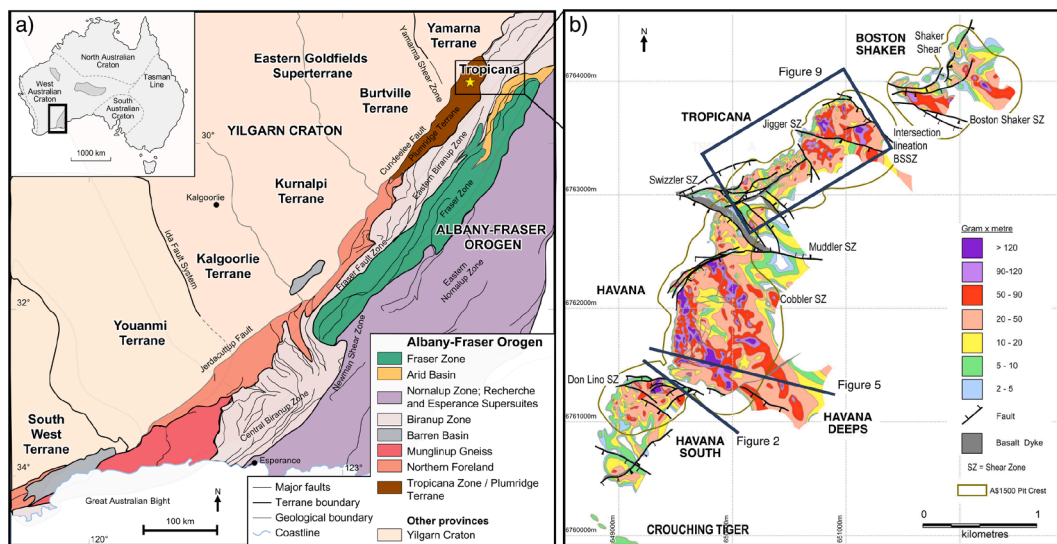 a)
North Australian
Craton
West
Australian
Craton
South
Australian
Craton
Tasman
Line
1000 km
Yamarna
Terrane
Yamarna Shear Zone
Eastern Goldfields
Superterrane
Tropicana
Burtville
Terrane
30°
YILGARN CRATON
Cundeelee Fault
Plumridge Terrane
Eastern Biranup Zone
Kurnalpi
Terrane
Kalgoorlie
Fraser Zone
ALBANY-FRASER
OROGEN
Ida Fault System
Kalgoorlie
Terrane
Fraser Fault Zone
Eastern
Nornalup Zone
32°
Youanmi
Terrane
Jerdacuttup Fault
Newman Shear Zone
Central Biranup Zone
South
West
Terrane
34°
Esperance
123°
Great Australian Bight
N
100 km
120°
Albany-Fraser Orogen
Fraser Zone
Arid Basin
Nornalup Zone; Recherche
and Esperance Supersuites
Biranup Zone
Barren Basin
Munglinup Gneiss
Northern Foreland
Tropicana Zone / Plumridge
Terrane
Other provinces
Yilgarn Craton
Major faults
Terrane boundary
Geological boundary
Coastline
b)
N
BOSTON
SHAKER
Shaker
Shear
6764000m
Figure 9
TROPICANA
Jigger SZ
Boston Shaker SZ
Intersection
lineation
BSSZ
Swizzler SZ
6763000m
Muddler SZ
HAVANA
Cobbler SZ
6762000m
Don Lino SZ
Figure 5
6761000m
HAVANA
DEEPS
HAVANA
SOUTH
Figure 2
6760000m
649000m
651000m
CROUCHING TIGER
Gram x metre
> 120
90-120
50 - 90
20 - 50
10 - 20
5 - 10
2 - 5
Fault
Basalt Dyke
SZ = Shear Zone
A$1500 Pit Crest
0
1
kilometres